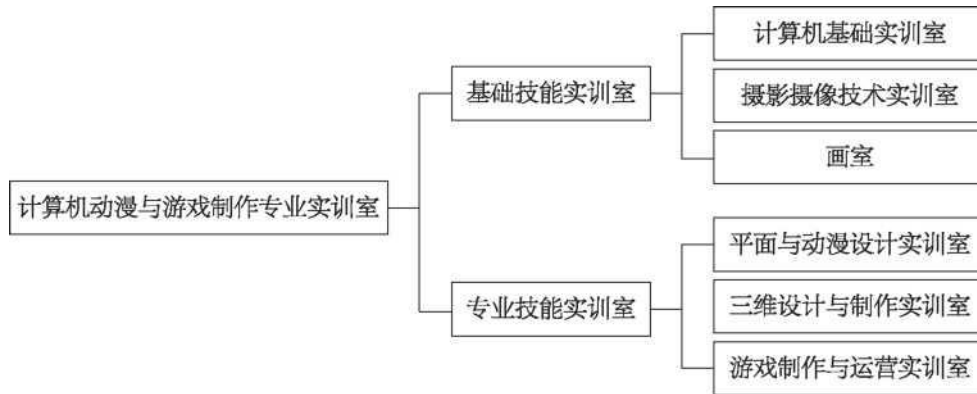 计算机动漫与游戏制作专业实训室
基础技能实训室
计算机基础实训室
摄影摄像技术实训室
画室
专业技能实训室
平面与动漫设计实训室
三维设计与制作实训室
游戏制作与运营实训室